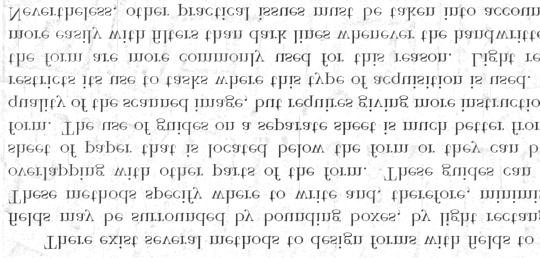 There exist several methods to design forms with fields to
fields may be surrounded by bounding boxes, by light rectang
These methods specify where to write and, therefore, minimi
overlapping with other parts of the form. These guides can
sheet of paper that is located below the form or they can b
form. The use of guides on a separate sheet is much better fro
quality of the scanned image, but requires giving more instructio
restricts its use to tasks where this type of acquisition is used.
the form are more commonly used for this reason. Light re
more easily with filters than dark lines whenever the handwritte
Nevertheless, other practical issues must be taken into accoun